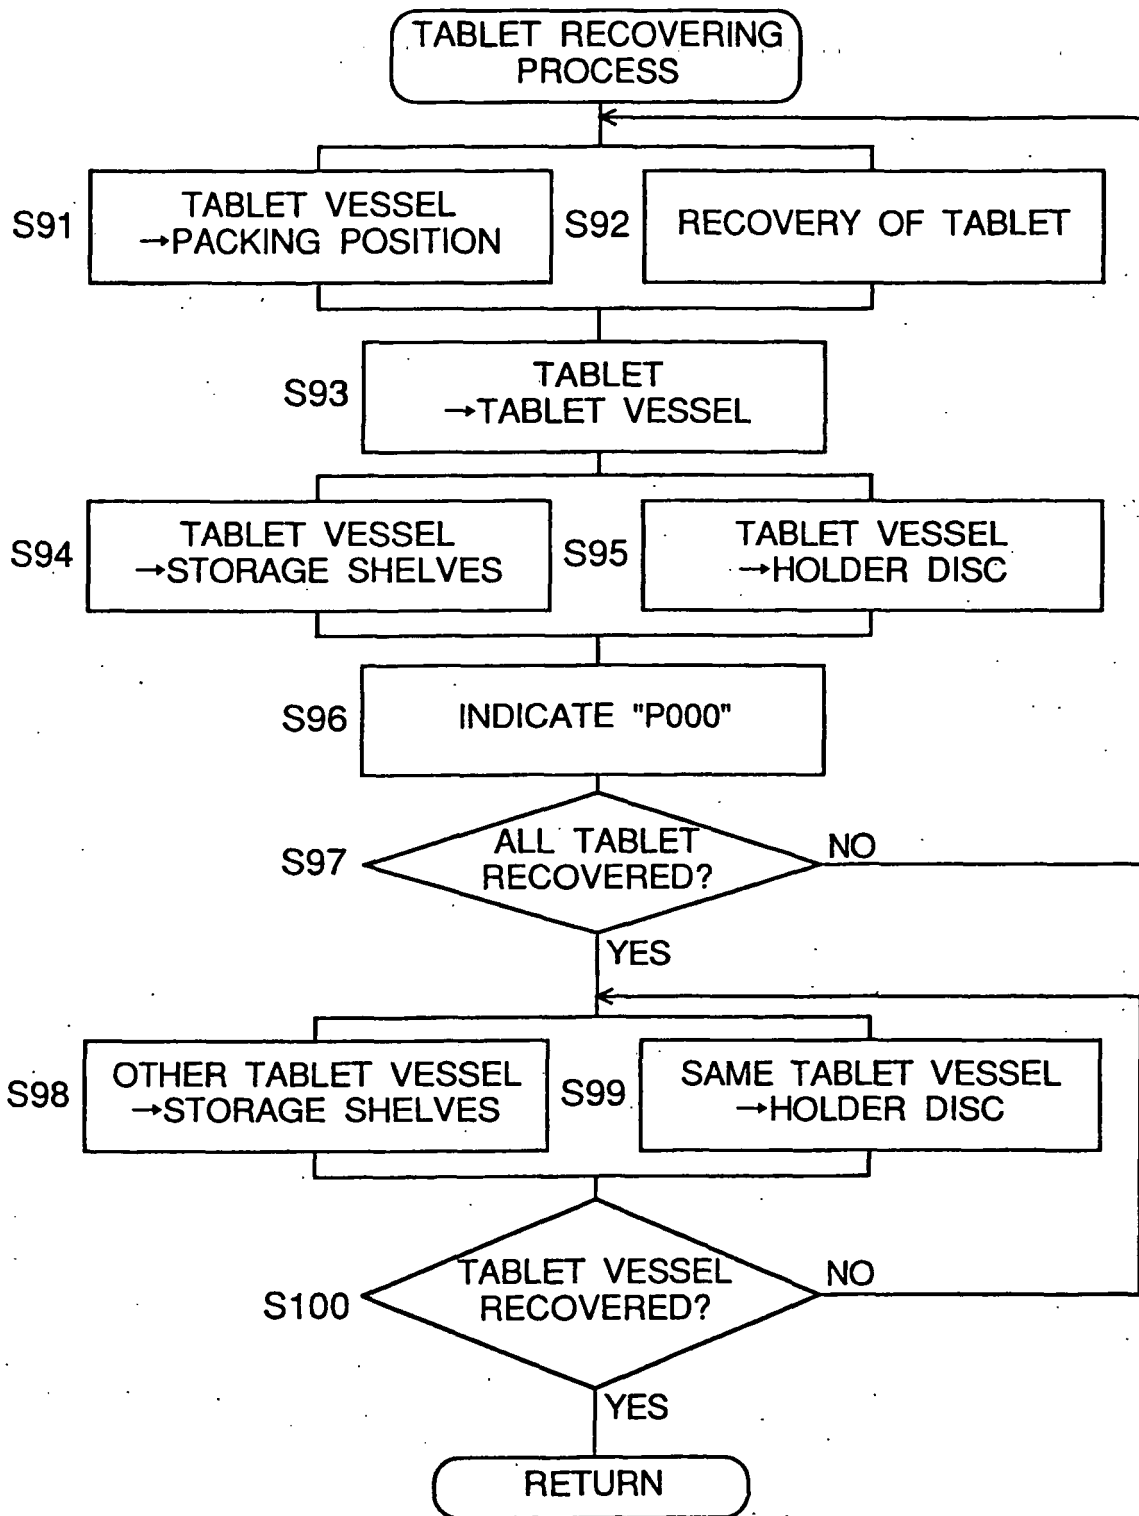 TABLET RECOVERING
PROCESS
S91
TABLET VESSEL
→PACKING POSITION
S92
RECOVERY OF TABLET
S93
TABLET
→TABLET VESSEL
S94
TABLET VESSEL
→STORAGE SHELVES
S95
TABLET VESSEL
→HOLDER DISC
S96
INDICATE "P000"
S97
ALL TABLET
RECOVERED?
NO
YES
S98
OTHER TABLET VESSEL
→STORAGE SHELVES
S99
SAME TABLET VESSEL
→HOLDER DISC
S100
TABLET VESSEL
RECOVERED?
NO
YES
RETURN